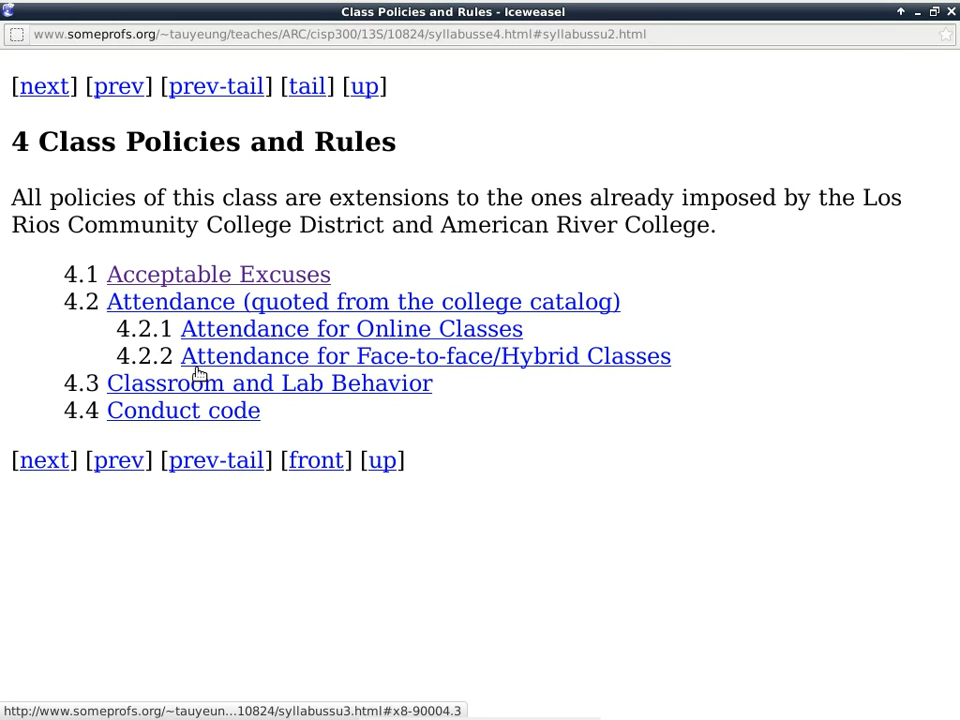 Class Policies and Rules - Iceweasel
www.someprofs.org/~tauyeung/teaches/ARC/cisp300/13S/10824/syllabusse4.html#syllabussu2.html
[next] [prev] [prev-tail] [tail] [up]
4 Class Policies and Rules
All policies of this class are extensions to the ones already imposed by the Los
Rios Community College District and American River College.
4.1 Acceptable Excuses
4.2 Attendance (quoted from the college catalog)
4.2.1 Attendance for Online Classes
4.2.2 Attendance for Face-to-face/Hybrid Classes
4.3 Classroom and Lab Behavior
4.4 Conduct code
[next] [prev] [prev-tail] [front] [up]
http://www.someprofs.org/~tauyeun...10824/syllabussu3.html#x8-90004.3